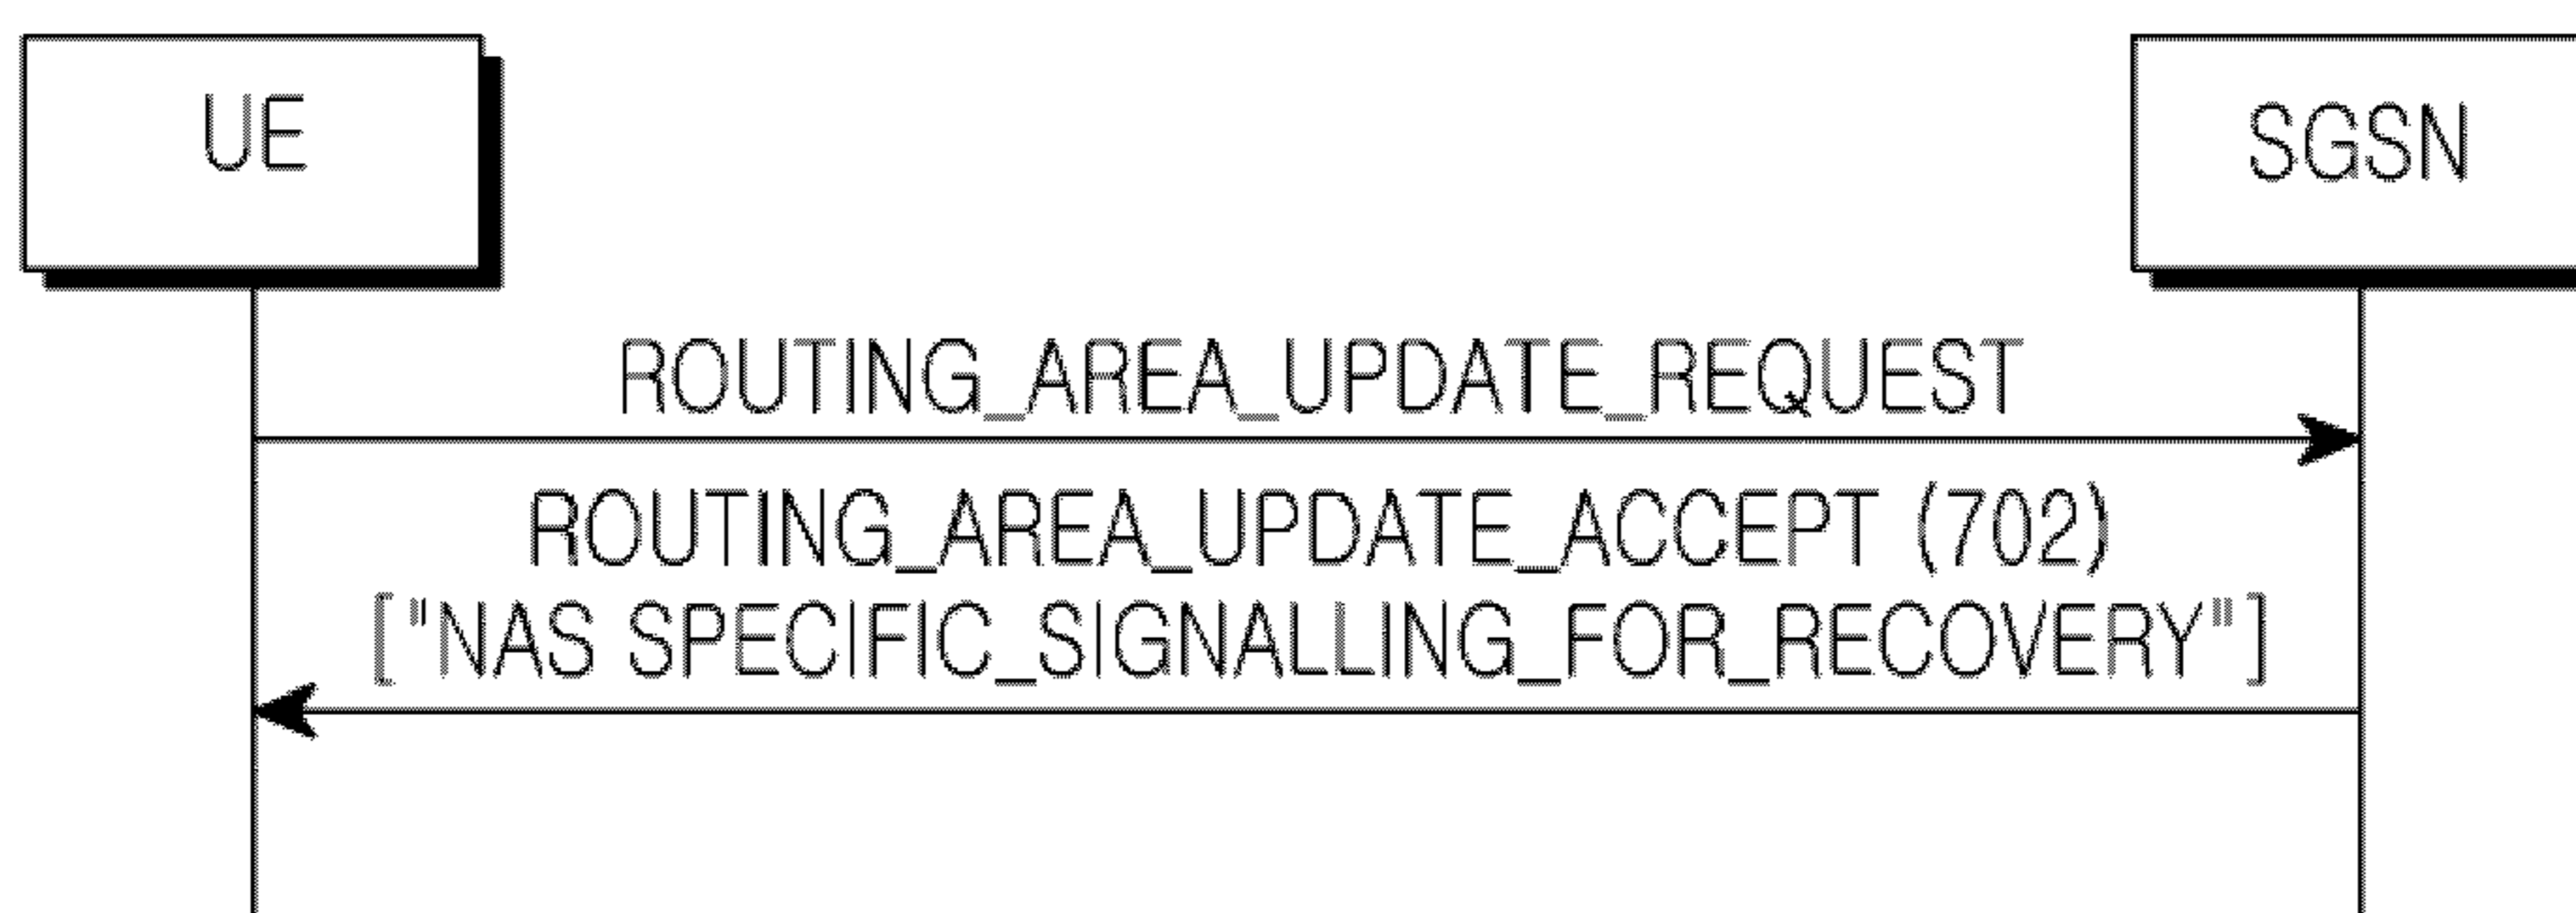 UE
SGSN
ROUTING_AREA_UPDATE_REQUEST
ROUTING_AREA_UPDATE_ACCEPT (702)
["NAS SPECIFIC_SIGNALLING_FOR_RECOVERY"]